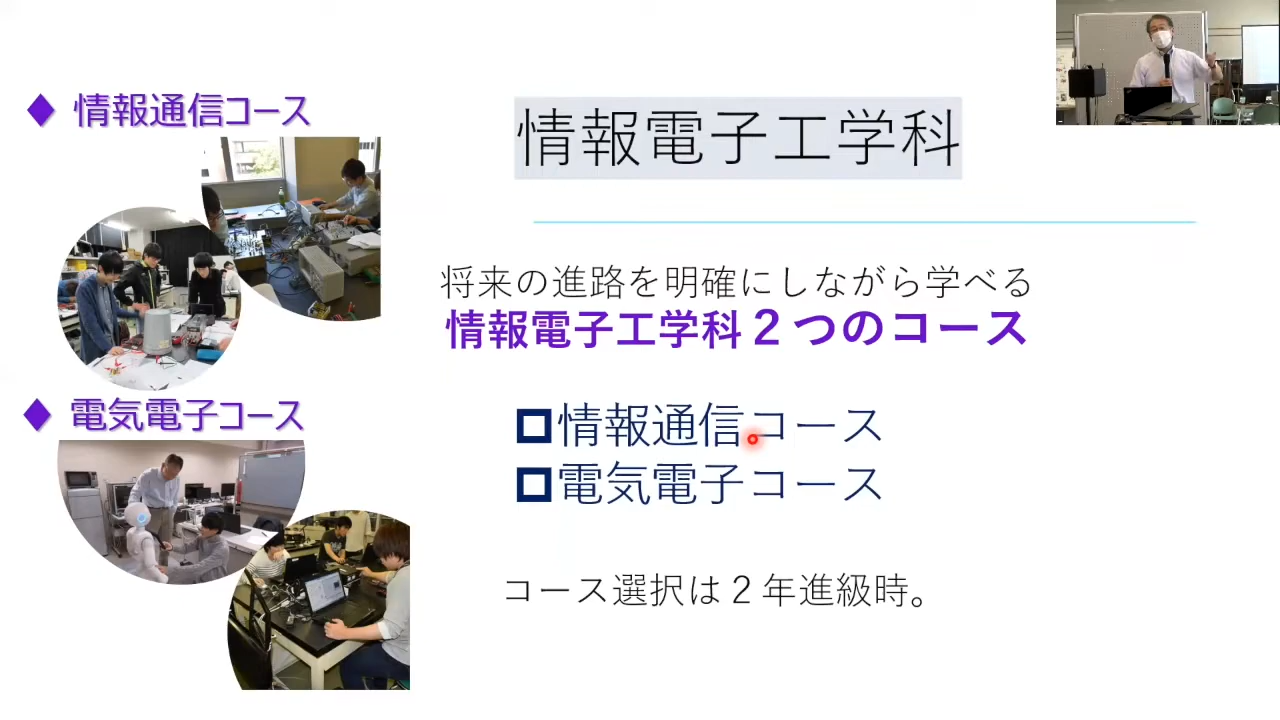 ◆ 情報通信コース
◆ 電気電子コース
情報電子工学科
将来の進路を明確にしながら学べる
情報電子工学科２つのコース
情報通信コース
電気電子コース
コース選択は２年進級時。